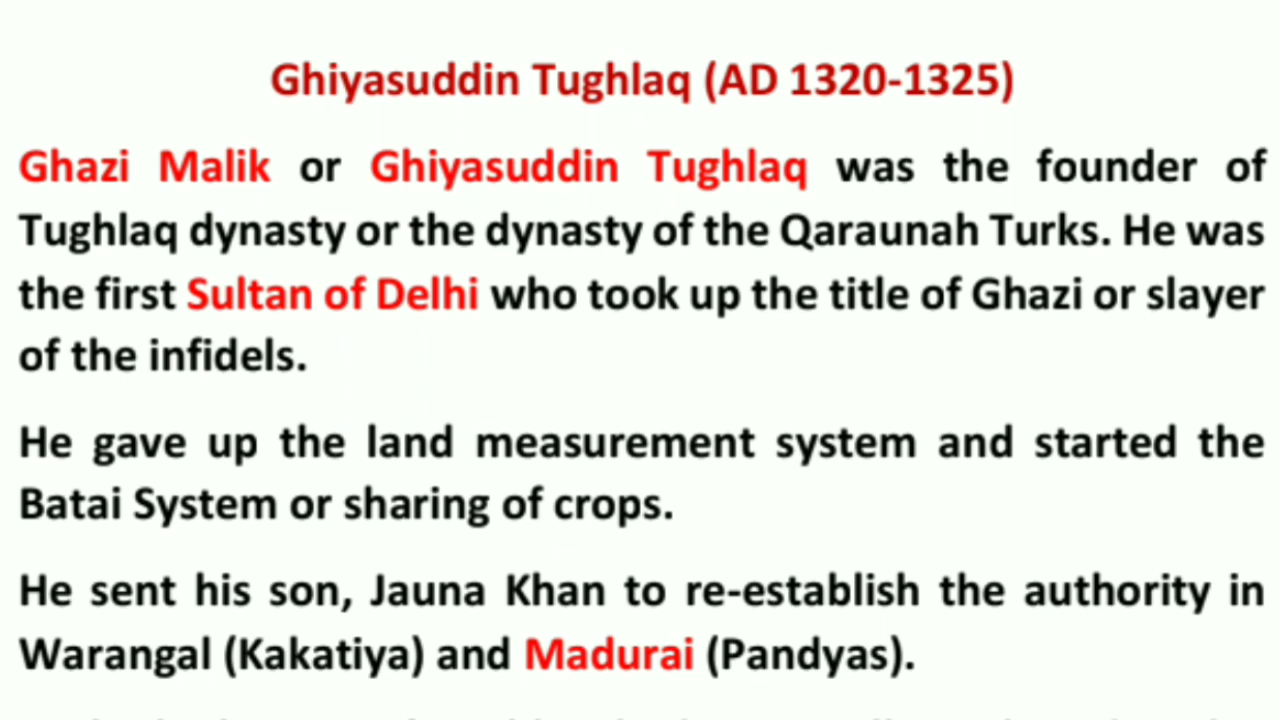 Ghiyasuddin Tughlaq (AD 1320-1325)
Ghazi Malik or Ghiyasuddin Tughlaq was the founder of
Tughlaq dynasty or the dynasty of the Qaraunah Turks. He was
the first Sultan of Delhi who took up the title of Ghazi or slayer
of the infidels.
He gave up the land measurement system and started the
Batai System or sharing of crops.
He sent his son, Jauna Khan to re-establish the authority in
Warangal (Kakatiya) and Madurai (Pandyas).